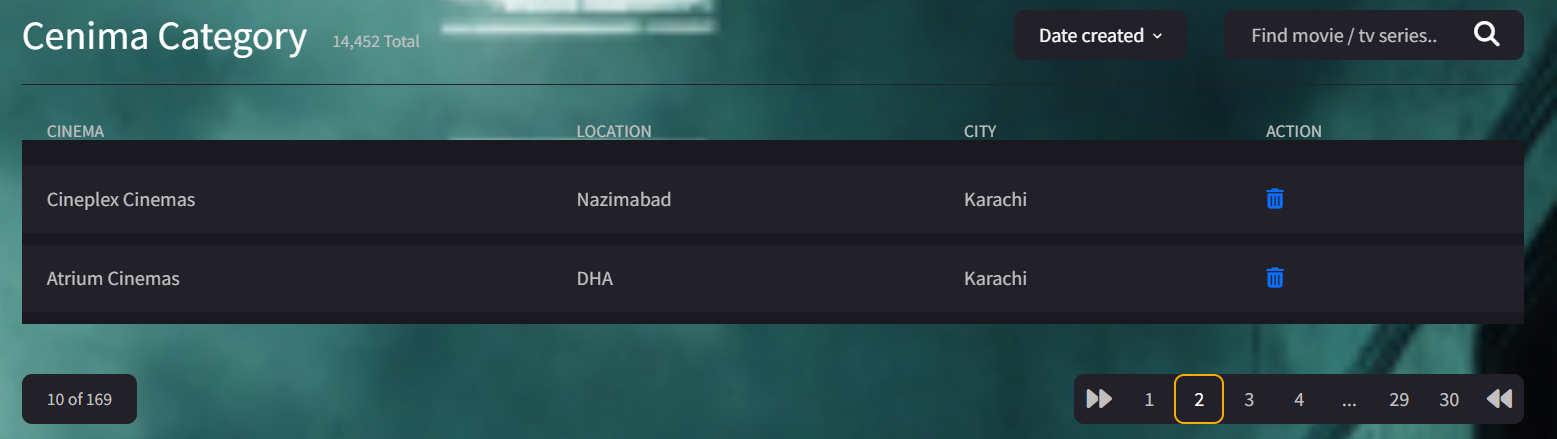 Cenima Category 14,452 Total Date created Find movie / tv series..
CINEMA LOCATION CITY ACTION
Cineplex Cinemas Nazimabad Karachi
Atrium Cinemas DHA Karachi
10 of 169 1 2 3 4 ... 29 30